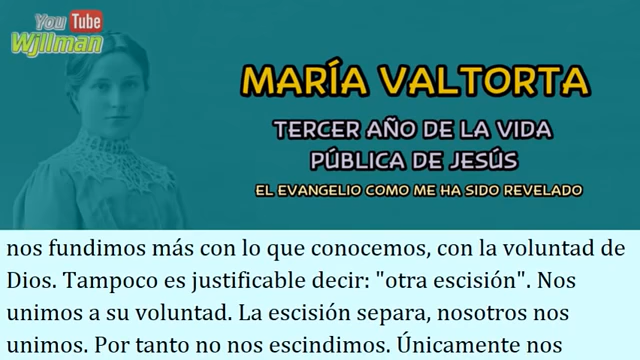 You Tube
Wjllman
MARÍA VALTORTA
TERCER AÑO DE LA VIDA
PÚBLICA DE JESÚS
EL EVANGELIO COMO ME HA SIDO REVELADO
nos fundimos más con lo que conocemos, con la voluntad de
Dios. Tampoco es justificable decir: "otra escisión". Nos
unimos a su voluntad. La escisión separa, nosotros nos
unimos. Por tanto no nos escindimos. Únicamente nos